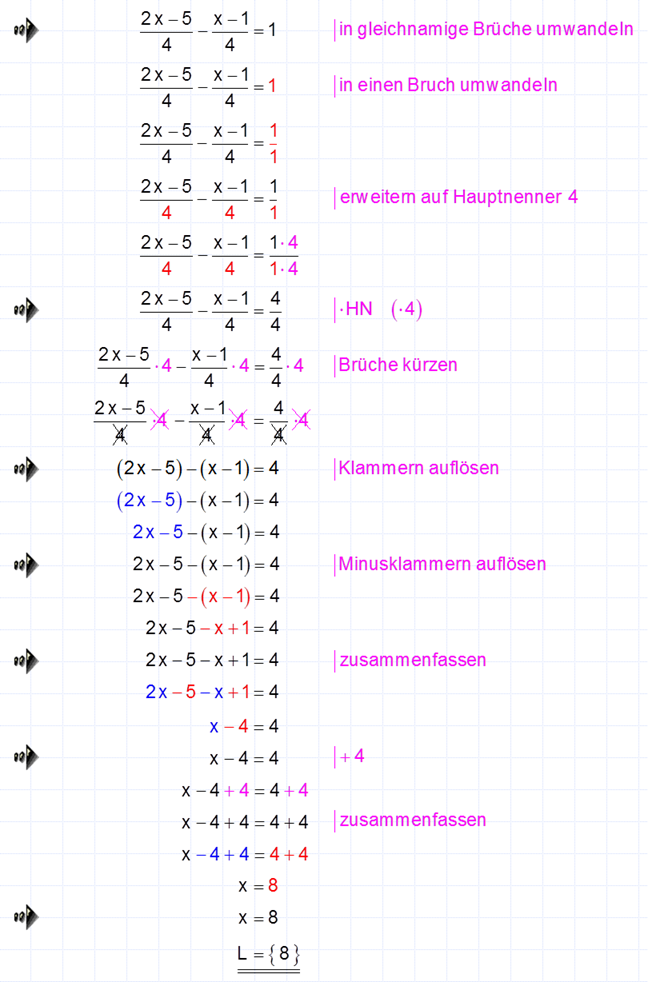 (2x−5)/4 − (x−1)/4 = 1 |in gleichnamige Brüche umwandeln
(2x−5)/4 − (x−1)/4 = 1 |in einen Bruch umwandeln
(2x−5)/4 − (x−1)/4 = 1/1
(2x−5)/4 − (x−1)/4 = 1/1 |erweitern auf Hauptnenner 4
(2x−5)/4 − (x−1)/4 = (1·4)/(1·4)
(2x−5)/4 − (x−1)/4 = 4/4 |·HN (·4)
(2x−5)/4 ·4 − (x−1)/4 ·4 = 4/4 ·4 |Brüche kürzen
(2x−5)/4 ·4 − (x−1)/4 ·4 = 4/4 ·4
(2x−5)−(x−1)=4 |Klammern auflösen
(2x−5)−(x−1)=4
2x−5−(x−1)=4
2x−5−(x−1)=4 |Minusklammern auflösen
2x−5−(x−1)=4
2x−5−x+1=4
2x−5−x+1=4 |zusammenfassen
2x−5−x+1=4
x−4=4
x−4=4 |+4
x−4+4=4+4
x−4+4=4+4 |zusammenfassen
x−4+4=4+4
x=8
x=8
L={8}